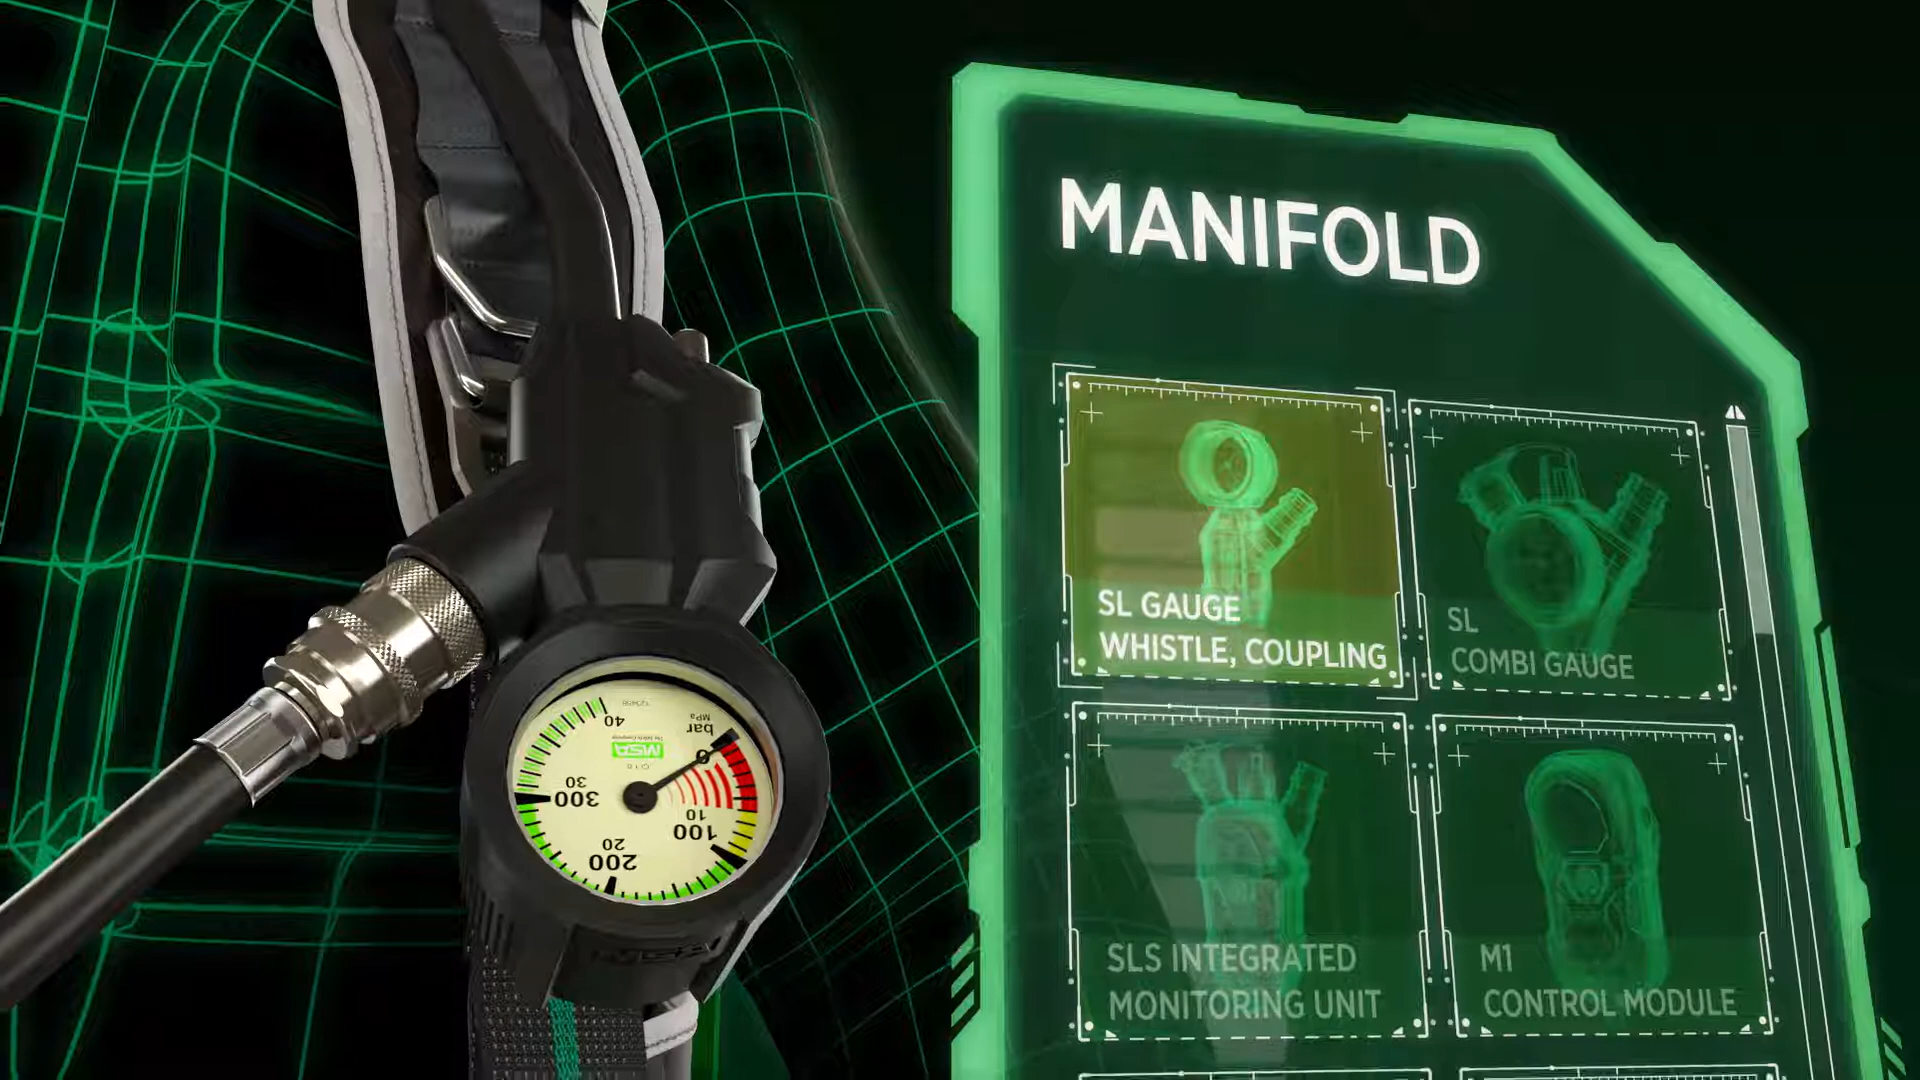 MANIFOLD
SL GAUGE
WHISTLE, COUPLING
SL
COMBI GAUGE
SLS INTEGRATED
MONITORING UNIT
M1
CONTROL MODULE
40
MPa
bar
MSA
0
30
300
10
100
20
200